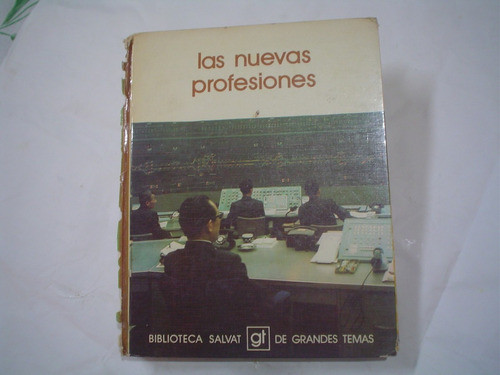 las nuevas
profesiones
BIBLIOTECA SALVAT gt DE GRANDES TEMAS